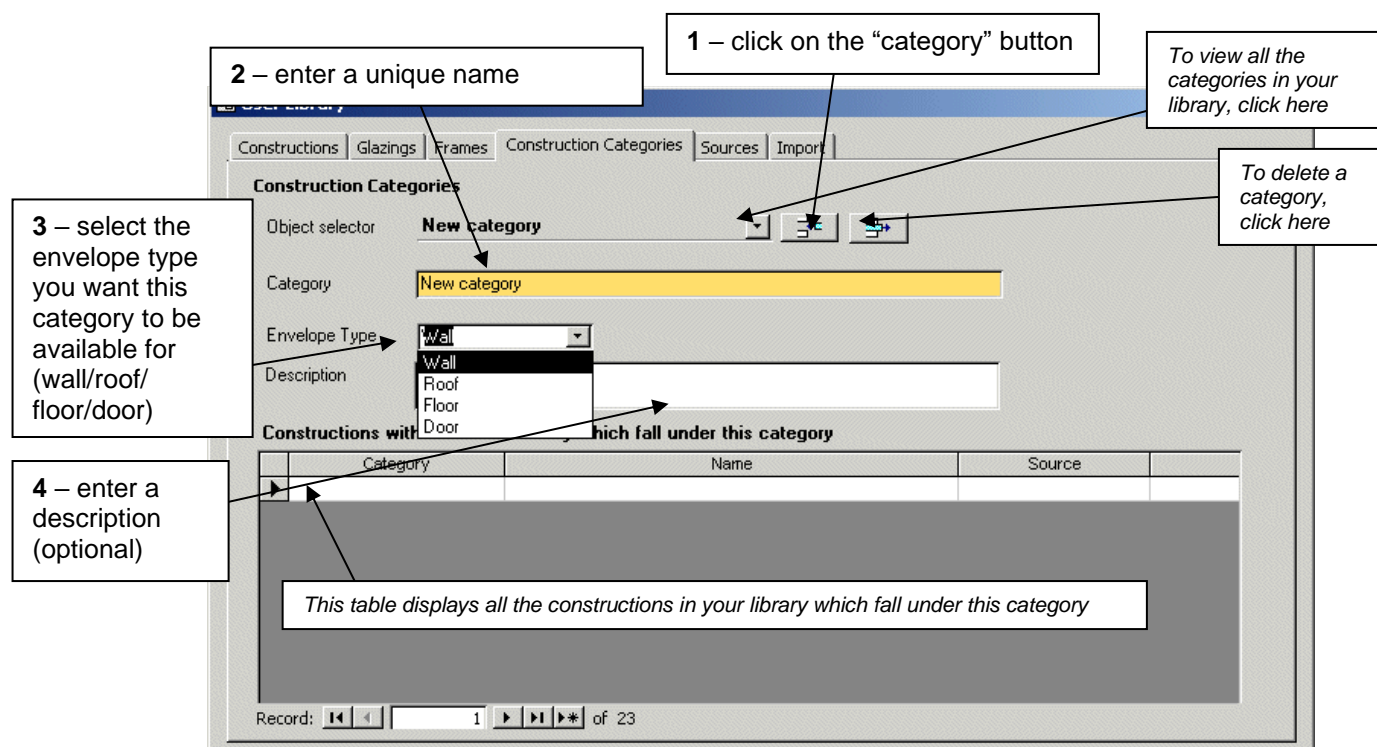 1 – click on the “category” button
2 – enter a unique name
To view all the
categories in your
library, click here
User Library
Constructions Glazings Frames Construction Categories Sources Import
Construction Categories
To delete a
category,
click here
3 – select the
envelope type
you want this
category to be
available for
(wall/roof/
floor/door)
Object selector New category
Category New category
Envelope Type Wall
Wall
Roof
Floor
Door
Description
Constructions which fall under this category
Category Name Source
4 – enter a
description
(optional)
This table displays all the constructions in your library which fall under this category
Record: 1 of 23